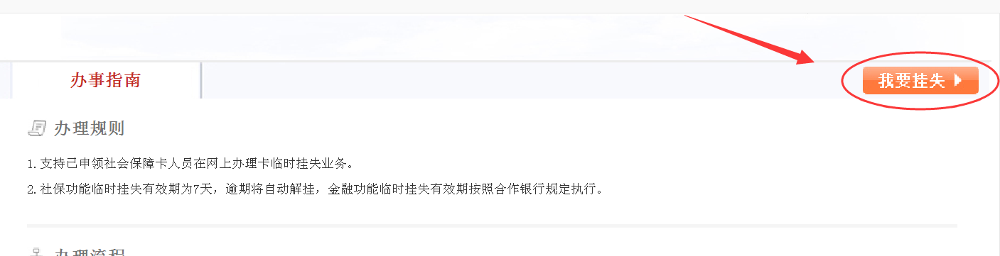 办事指南
我要挂失
办理规则
1.支持已申领社会保障卡人员在网上办理卡临时挂失业务。
2.社保功能临时挂失有效期为7天，逾期将自动解挂，金融功能临时挂失有效期按照合作银行规定执行。
办理流程